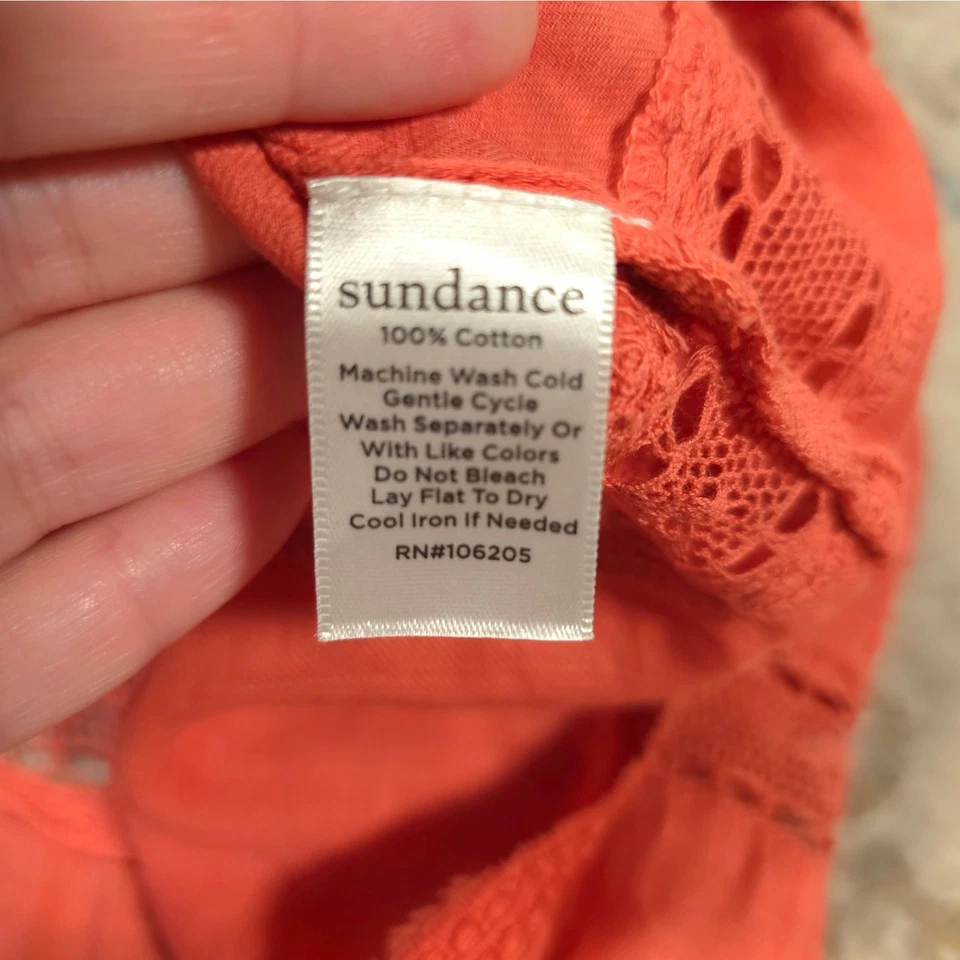 sundance
100% Cotton
Machine Wash Cold
Gentle Cycle
Wash Separately Or
With Like Colors
Do Not Bleach
Lay Flat To Dry
Cool Iron If Needed
RN#106205